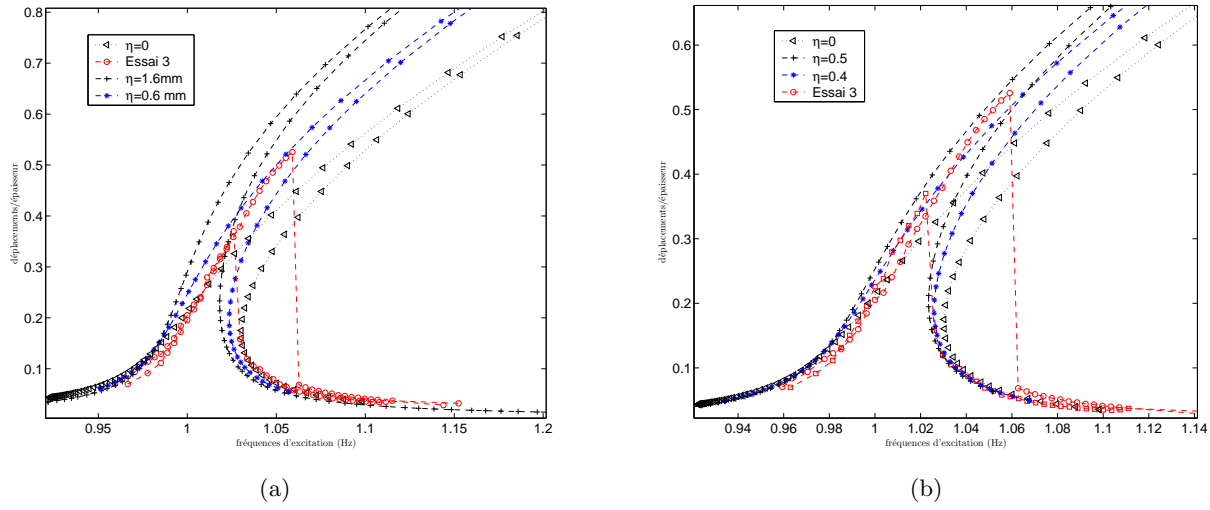 0.8
0.7
0.6
0.5
0.4
0.3
0.2
0.1
déplacements/épaisseur
η=0
Essai 3
η=1.6mm
η=0.6 mm
0.95
1
1.05
1.1
1.15
1.2
fréquences d'excitation (Hz)
(a)
0.6
0.5
0.4
0.3
0.2
0.1
déplacements/épaisseur
η=0
η=0.5
η=0.4
Essai 3
0.94
0.96
0.98
1
1.02
1.04
1.06
1.08
1.1
1.12
1.14
fréquences d'excitation (Hz)
(b)